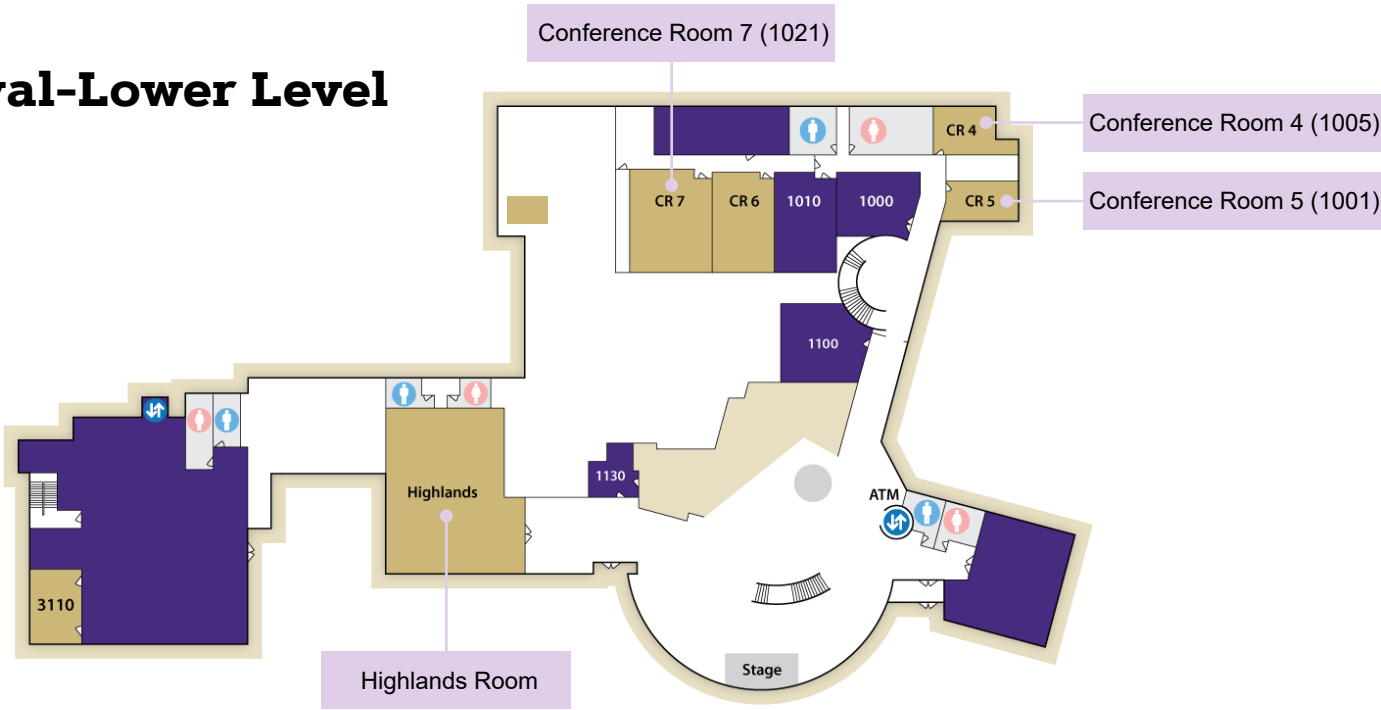 Conference Room 7 (1021)
val-Lower Level
Conference Room 4 (1005)
CR 4
Conference Room 5 (1001)
CR 7
CR 6
1010
1000
CR 5
1100
1130
Highlands
ATM
3110
Stage
Highlands Room